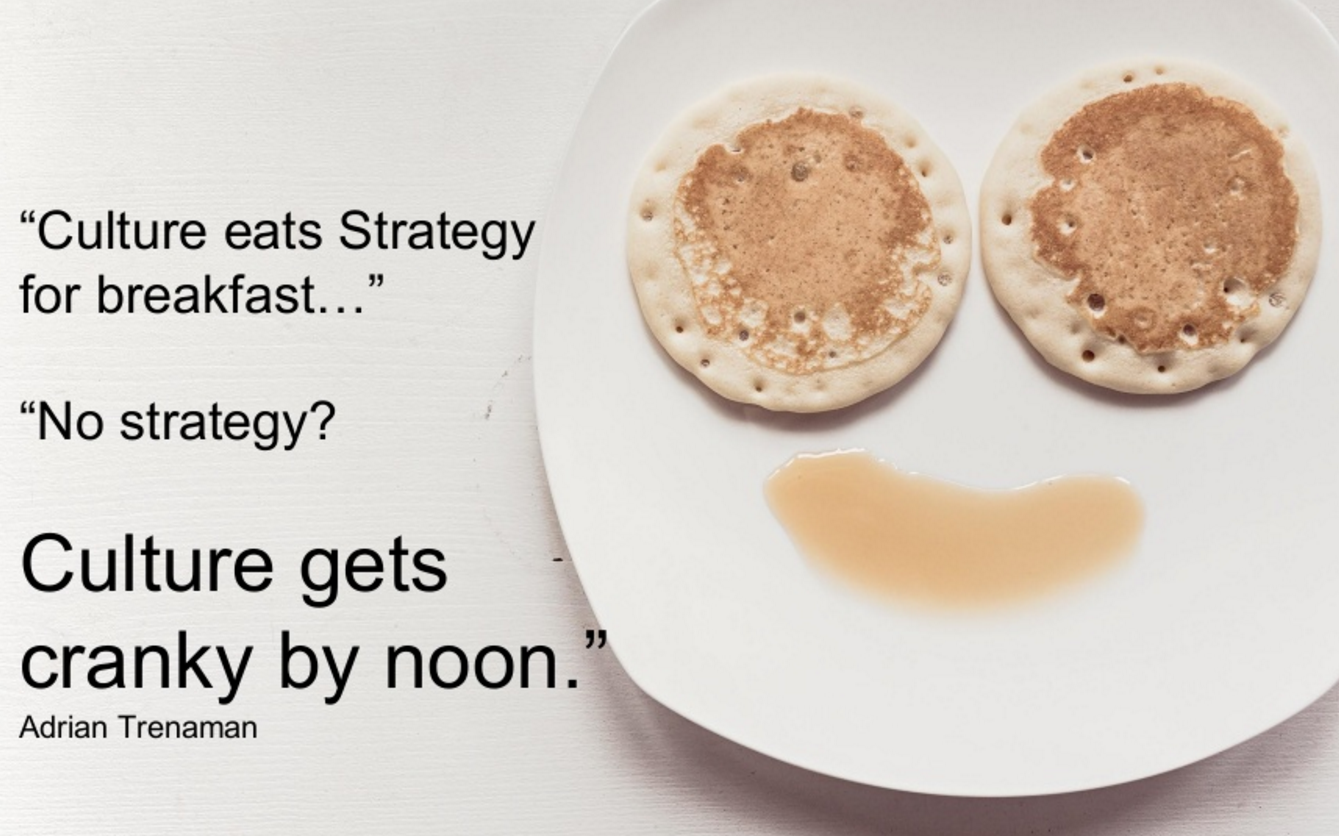 “Culture eats Strategy
for breakfast…”
“No strategy?
Culture gets
cranky by noon.”
Adrian Trenaman